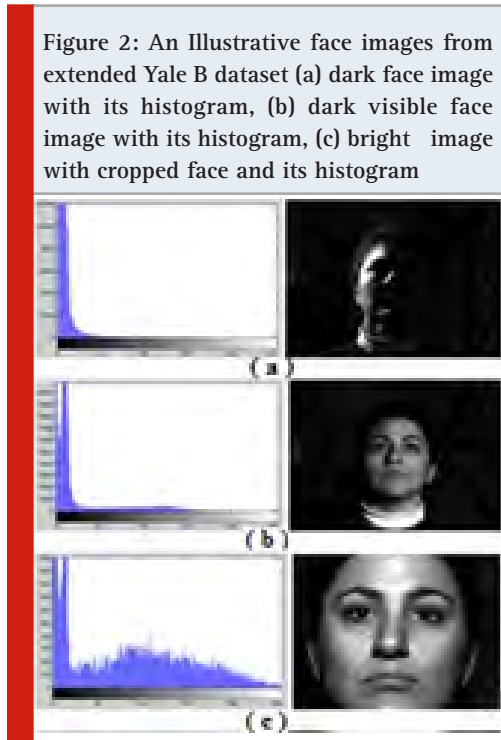 Figure 2: An Illustrative face images from
extended Yale B dataset (a) dark face image
with its histogram, (b) dark visible face
image with its histogram, (c) bright image
with cropped face and its histogram
( a )
( b )
( c )